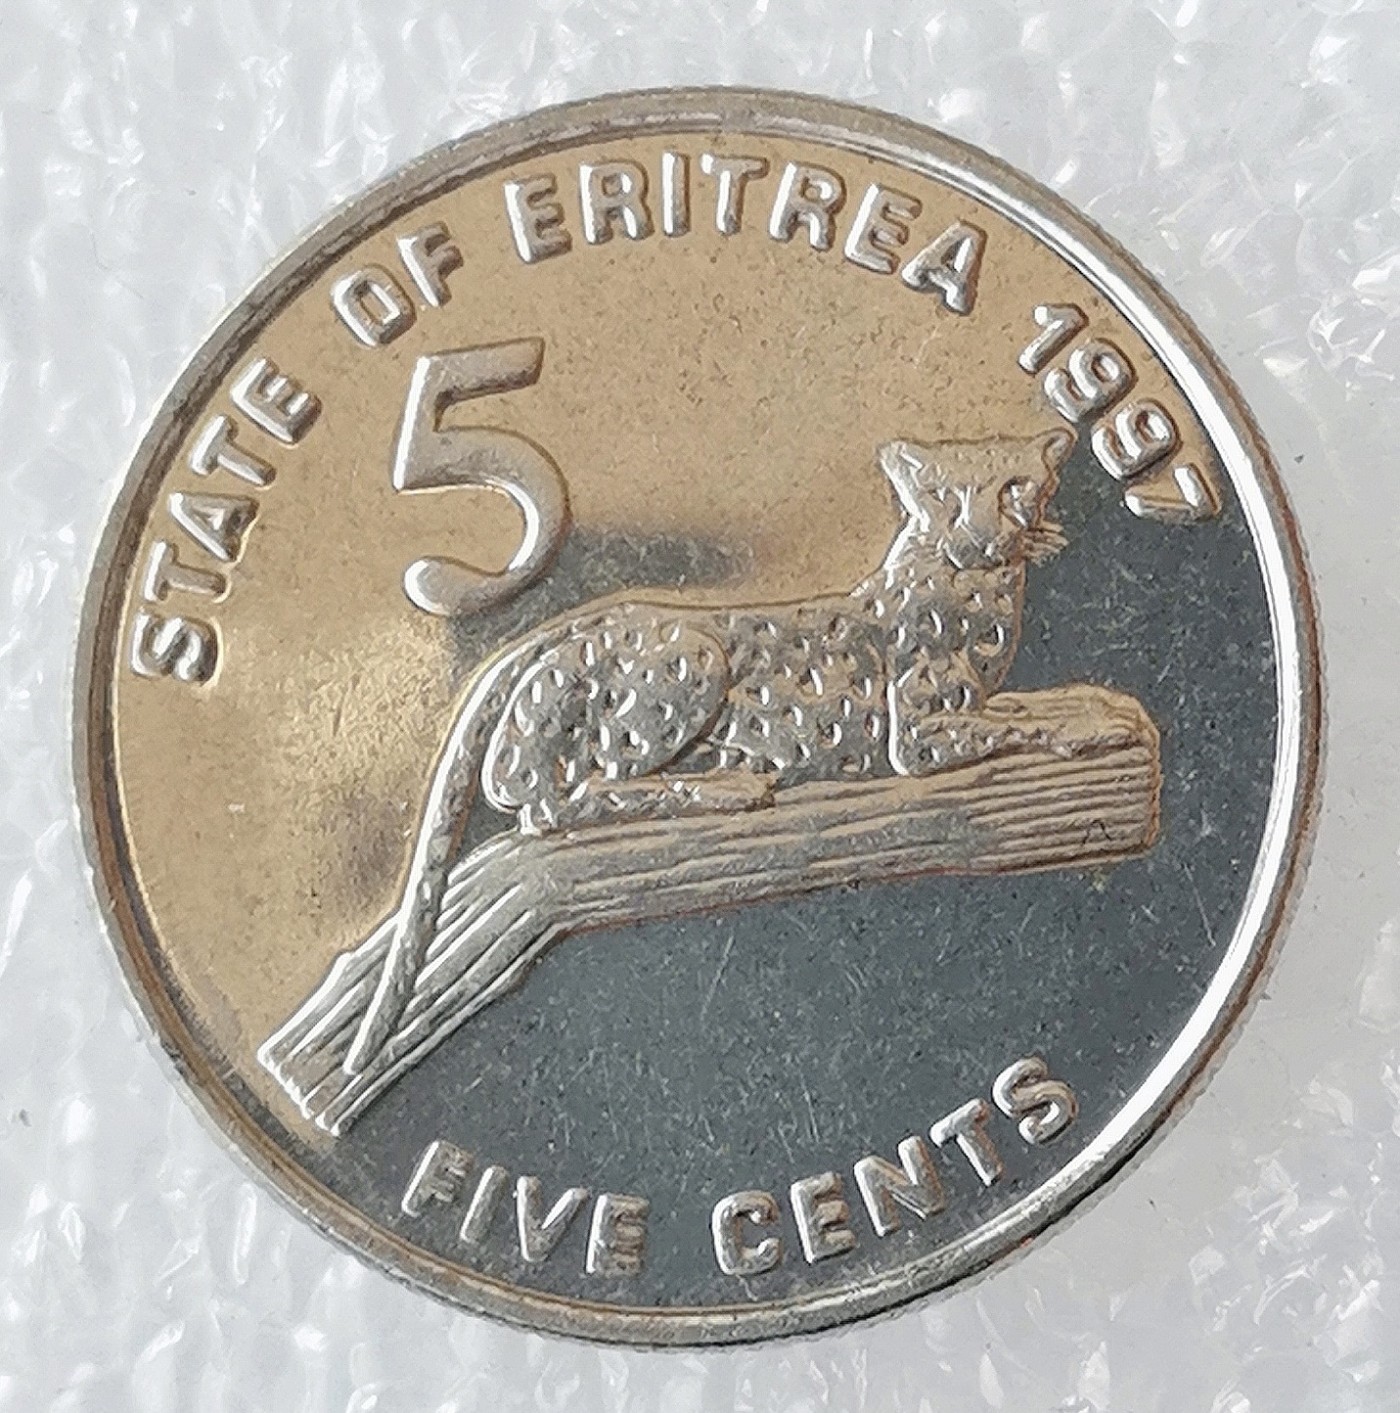 STATE OF ERITREA 1997
5
FIVE CENTS